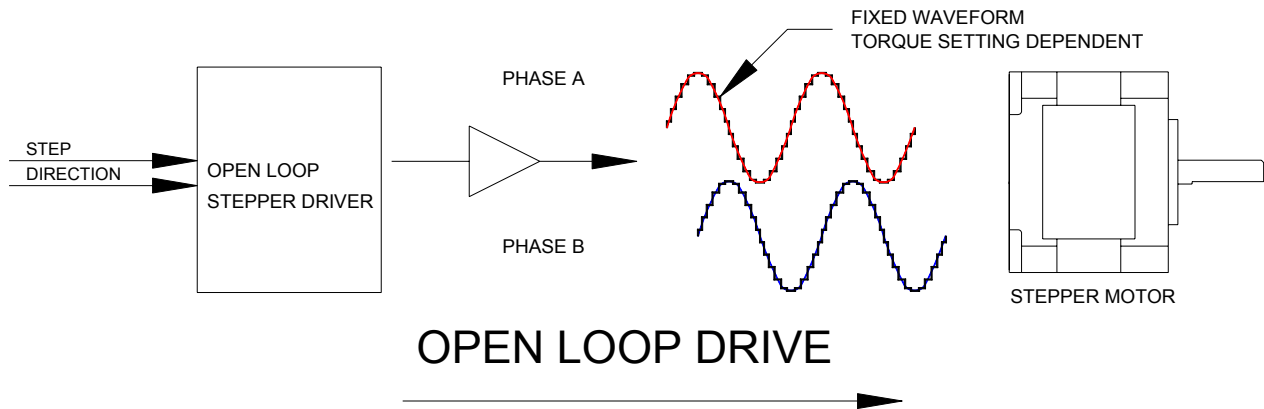 FIXED WAVEFORM
TORQUE SETTING DEPENDENT
PHASE A
STEP
DIRECTION
OPEN LOOP
STEPPER DRIVER
PHASE B
STEPPER MOTOR
OPEN LOOP DRIVE